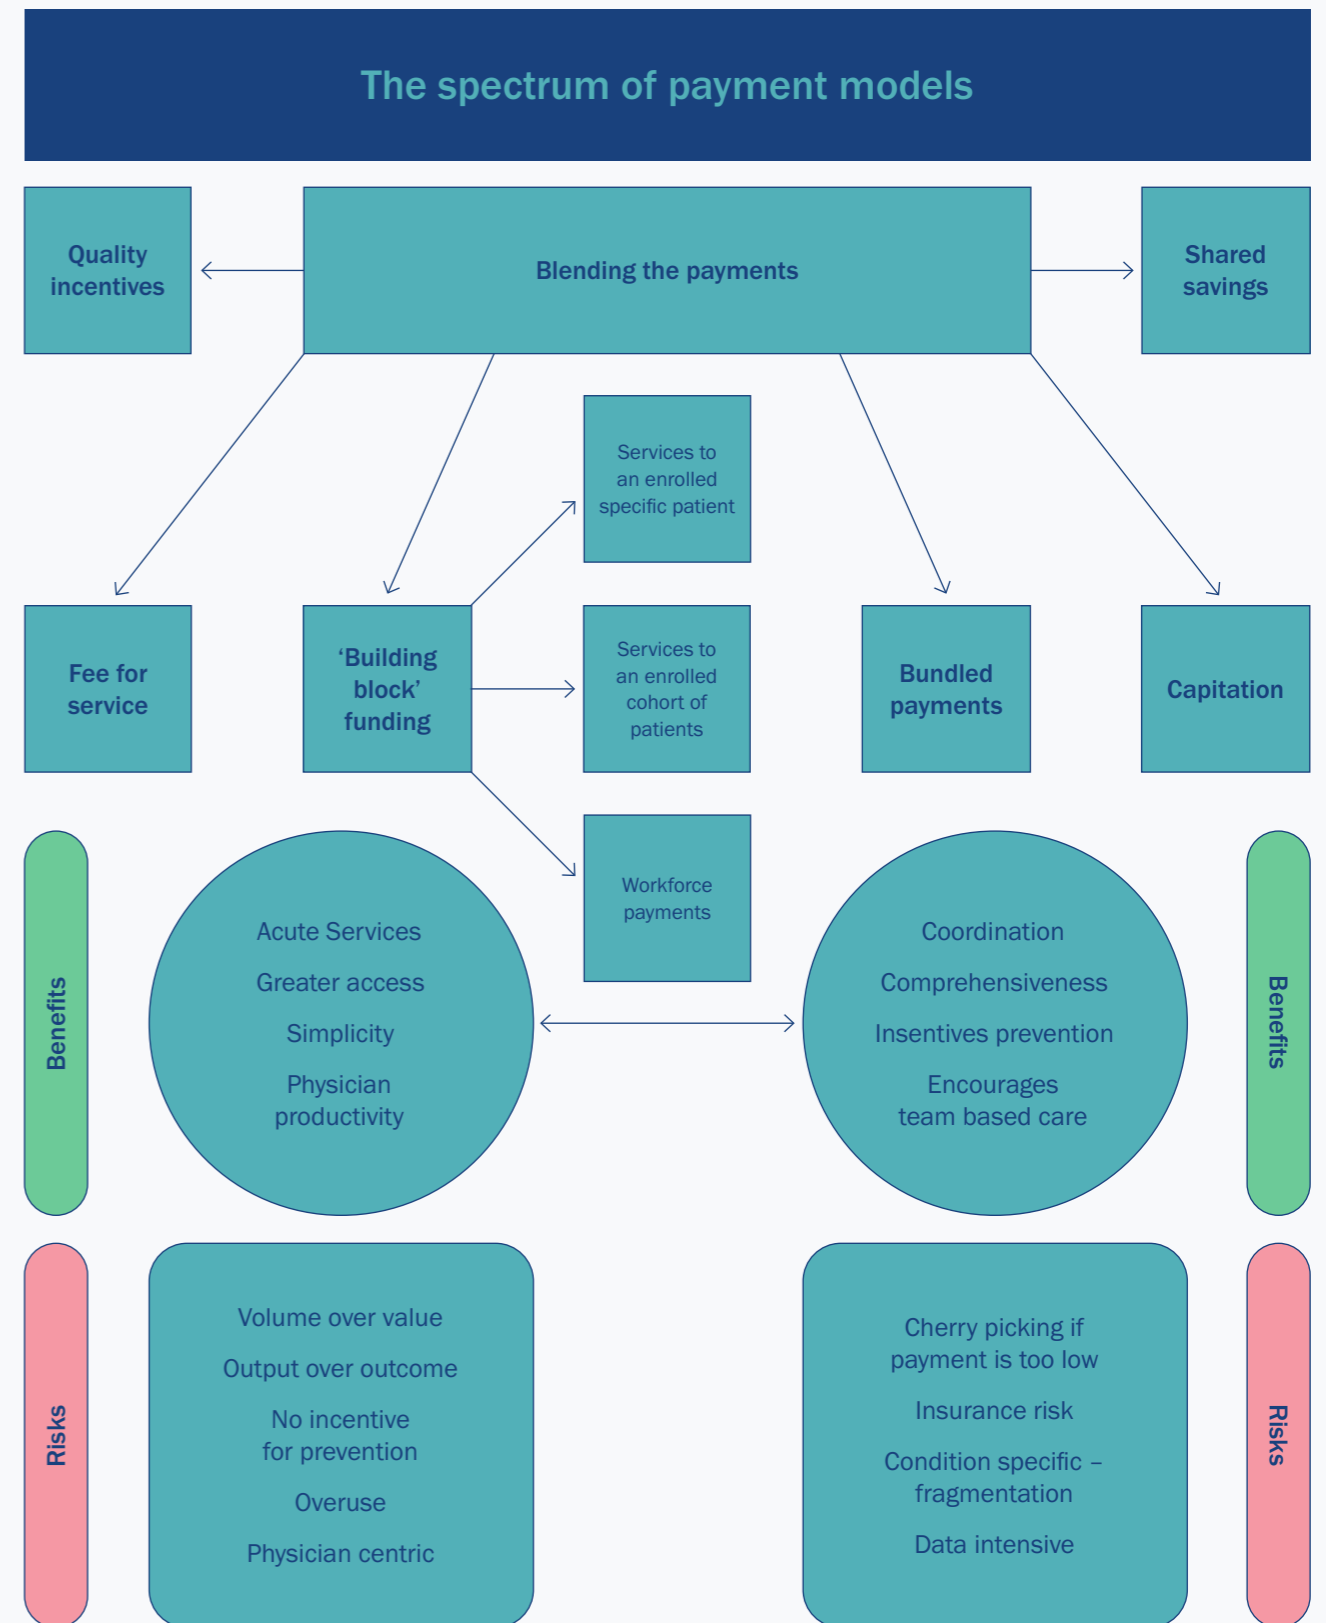 The spectrum of payment models
Quality
incentives
Blending the payments
Shared
savings
Services to
an enrolled
specific patient
Fee for
service
‘Building
block’
funding
Services to
an enrolled
cohort of
patients
Bundled
payments
Capitation
Workforce
payments
Benefits
Acute Services
Greater access
Simplicity
Physician
productivity
Coordination
Comprehensiveness
Insentives prevention
Encourages
team based care
Benefits
Risks
Volume over value
Output over outcome
No incentive
for prevention
Overuse
Physician centric
Cherry picking if
payment is too low
Insurance risk
Condition specific –
fragmentation
Data intensive
Risks